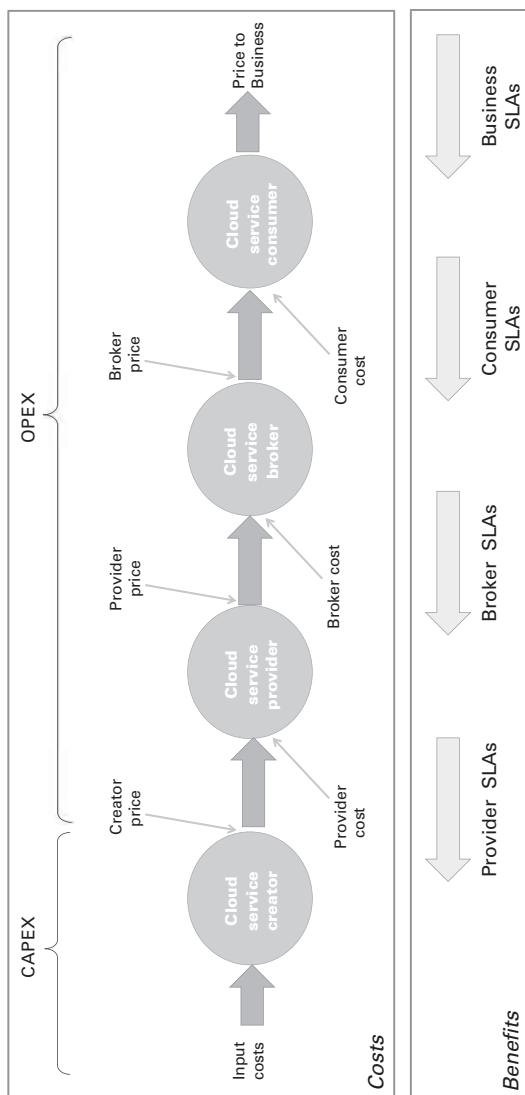 CAPEX
OPEX
Creator
price
Provider
price
Broker
price
Input
costs
Cloud
service
creator
Cloud
service
provider
Cloud
service
broker
Cloud
service
consumer
Price to
Business
Provider
cost
Broker cost
Consumer
cost
Costs
Provider SLAs
Broker SLAs
Consumer
SLAs
Business
SLAs
Benefits